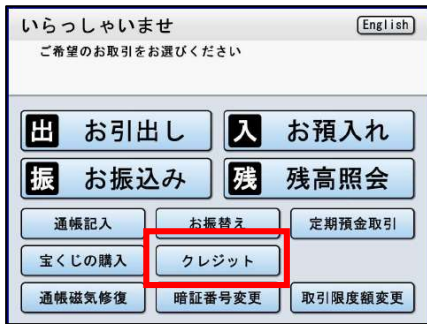 いらっしゃいませ English
ご希望のお取引をお選びください
出 お引出し 入 お預入れ
振 お振込み 残 残高照会
通帳記入 お振替え 定期預金取引
宝くじの購入 クレジット
通帳磁気修復 暗証番号変更 取引限度額変更